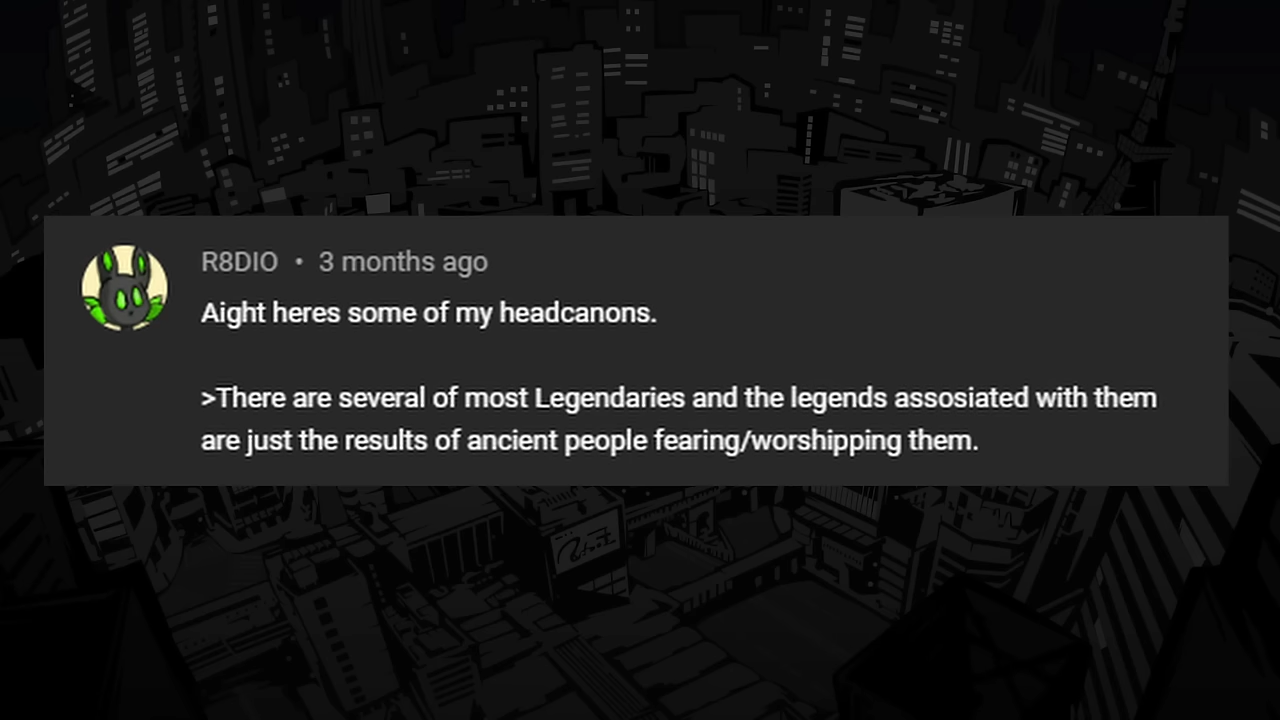 R8DIO • 3 months ago
Aight heres some of my headcanons.
>There are several of most Legendaries and the legends assosiated with them
are just the results of ancient people fearing/worshipping them.